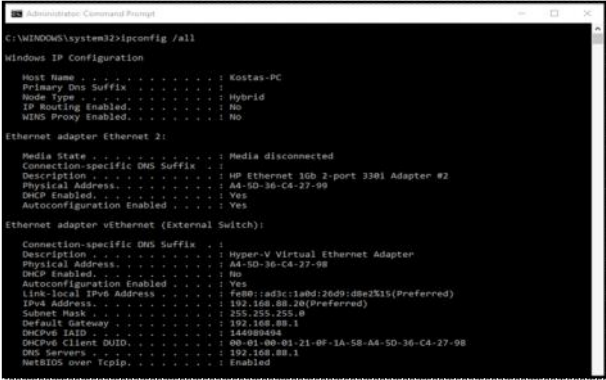 Administrator: Command Prompt
C:\WINDOWS\system32>ipconfig /all
Windows IP Configuration
Host Name . . . . . . . . . . . . : Kostas-PC
Primary Dns Suffix . . . . . . . :
Node Type . . . . . . . . . . . . : Hybrid
IP Routing Enabled. . . . . . . . : No
WINS Proxy Enabled. . . . . . . . : No
Ethernet adapter Ethernet 2:
Media State . . . . . . . . . . . : Media disconnected
Connection-specific DNS Suffix . :
Description . . . . . . . . . . . : HP Ethernet 1Gb 2-port 330i Adapter #2
Physical Address. . . . . . . . . : A4-5D-36-C4-27-99
DHCP Enabled. . . . . . . . . . . : Yes
Autoconfiguration Enabled . . . . : Yes
Ethernet adapter vEthernet (External Switch):
Connection-specific DNS Suffix . :
Description . . . . . . . . . . . : Hyper-V Virtual Ethernet Adapter
Physical Address. . . . . . . . . : A4-5D-36-C4-27-98
DHCP Enabled. . . . . . . . . . . : No
Autoconfiguration Enabled . . . . : Yes
Link-local IPv6 Address . . . . . : fe80::ad3c:1a0d:26d9:d8e2%15(Preferred)
IPv4 Address. . . . . . . . . . . : 192.168.88.20(Preferred)
Subnet Mask . . . . . . . . . . . : 255.255.255.0
Default Gateway . . . . . . . . . : 192.168.88.1
DHCPv6 IAID . . . . . . . . . . . : 144989494
DHCPv6 Client DUID. . . . . . . . : 00-01-00-01-21-0F-1A-58-A4-5D-36-C4-27-98
DNS Servers . . . . . . . . . . . : 192.168.88.1
NetBIOS over Tcpip. . . . . . . . : Enabled